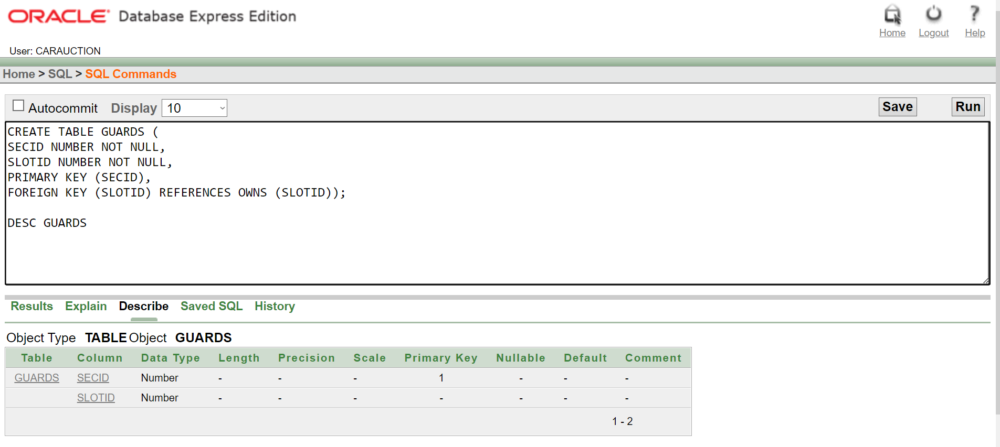 ORACLE Database Express Edition
Home Logout Help
User: CARAUCTION
Home > SQL > SQL Commands
Autocommit Display 10 Save Run
CREATE TABLE GUARDS (
SECID NUMBER NOT NULL,
SLOTID NUMBER NOT NULL,
PRIMARY KEY (SECID),
FOREIGN KEY (SLOTID) REFERENCES OWNS (SLOTID));
DESC GUARDS
Results Explain Describe Saved SQL History
Object Type TABLE Object GUARDS
Table Column Data Type Length Precision Scale Primary Key Nullable Default Comment
GUARDS SECID Number - - - 1 - - -
SLOTID Number - - - - - - -
1 - 2